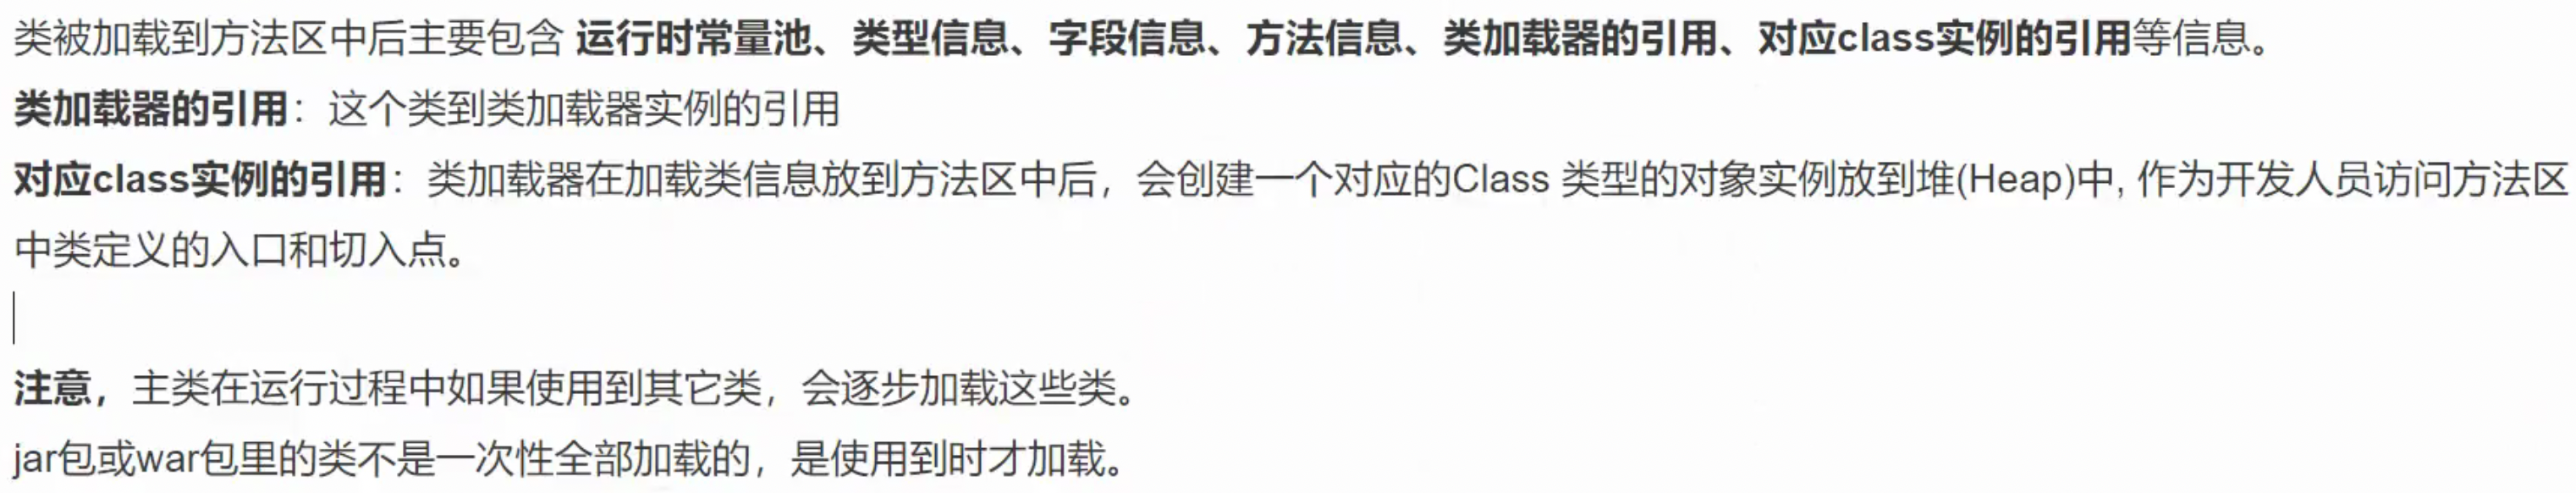 类被加载到方法区中后主要包含 运行时常量池、类型信息、字段信息、方法信息、类加载器的引用、对应class实例的引用等信息。
类加载器的引用：这个类到类加载器实例的引用
对应class实例的引用：类加载器在加载类信息放到方法区中后，会创建一个对应的Class 类型的对象实例放到堆(Heap)中, 作为开发人员访问方法区
中类定义的入口和切入点。
注意，主类在运行过程中如果使用到其它类，会逐步加载这些类。
jar包或war包里的类不是一次性全部加载的，是使用到时才加载。